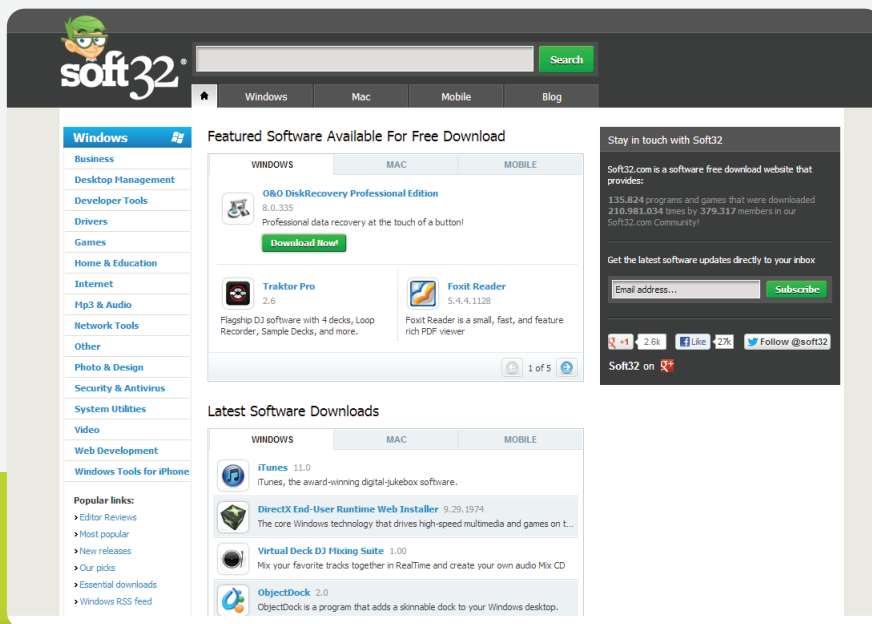 soft32
Search
Windows
Mac
Mobile
Blog
Windows
Business
Desktop Management
Developer Tools
Drivers
Games
Home & Education
Internet
Mp3 & Audio
Network Tools
Other
Photo & Design
Security & Antivirus
System Utilities
Video
Web Development
Windows Tools for iPhone
Popular links:
Editor Reviews
Most popular
New releases
Our picks
Essential downloads
Windows RSS feed
Featured Software Available For Free Download
WINDOWS MAC MOBILE
O&O DiskRecovery Professional Edition
8.0.335
Professional data recovery at the touch of a button!
Download Now!
Traktor Pro
2.6
Flagship DJ software with 4 decks, Loop
Recorder, Sample Decks, and more.
Foxit Reader
5.4.4.1128
Foxit Reader is a small, fast, and feature
rich PDF viewer
1 of 5
Latest Software Downloads
WINDOWS MAC MOBILE
iTunes 11.0
iTunes, the award-winning digital-jukebox software.
DirectX End-User Runtime Web Installer 9.29.1974
The core Windows technology that drives high-speed multimedia and games on t...
Virtual Deck DJ Mixing Suite 1.00
Mix your favorite tracks together in RealTime and create your own audio Mix CD
ObjectDock 2.0
ObjectDock is a program that adds a skinnable dock to your Windows desktop.
Stay in touch with Soft32
Soft32.com is a software free download website that
provides:
135.824 programs and games that were downloaded
210.981.034 times by 379.317 members in our
Soft32.com Community!
Get the latest software updates directly to your inbox
Email address...
Subscribe
+1 2.6k
Like 27k
Follow @soft32
Soft32 on